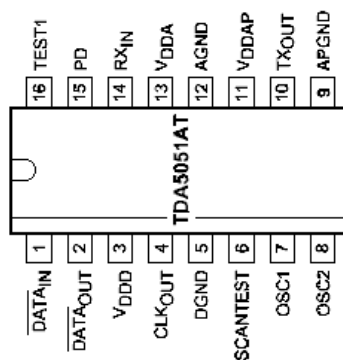 TEST1 PD RXIN VDDA AGND VDDAP TXOUT APGND
16 15 14 13 12 11 10 9
TDA5051AT
1 2 3 4 5 6 7 8
DATAIN DATAOUT VDDD CLKOUT DGND SCANTEST OSC1 OSC2